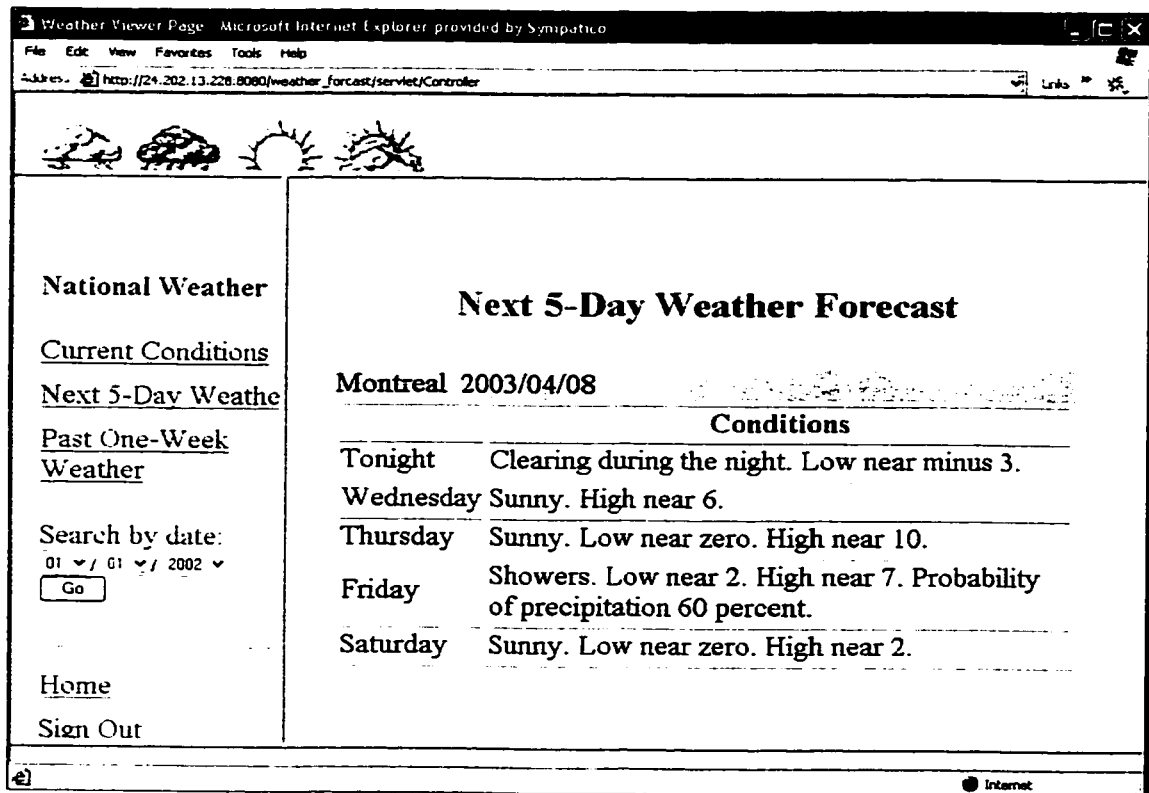 Weather Viewer Page Microsoft Internet Explorer provided by Sympatico
File Edit View Favorites Tools Help
Address http://24.202.13.228:8080/weather_forcast/servlet/Controller Links »
National Weather
Current Conditions
Next 5-Day Weathe
Past One-Week
Weather
Search by date:
01 / 01 / 2002
Go
Home
Sign Out
Next 5-Day Weather Forecast
Montreal 2003/04/08
Conditions
Tonight Clearing during the night. Low near minus 3.
Wednesday Sunny. High near 6.
Thursday Sunny. Low near zero. High near 10.
Friday Showers. Low near 2. High near 7. Probability
of precipitation 60 percent.
Saturday Sunny. Low near zero. High near 2.
Internet